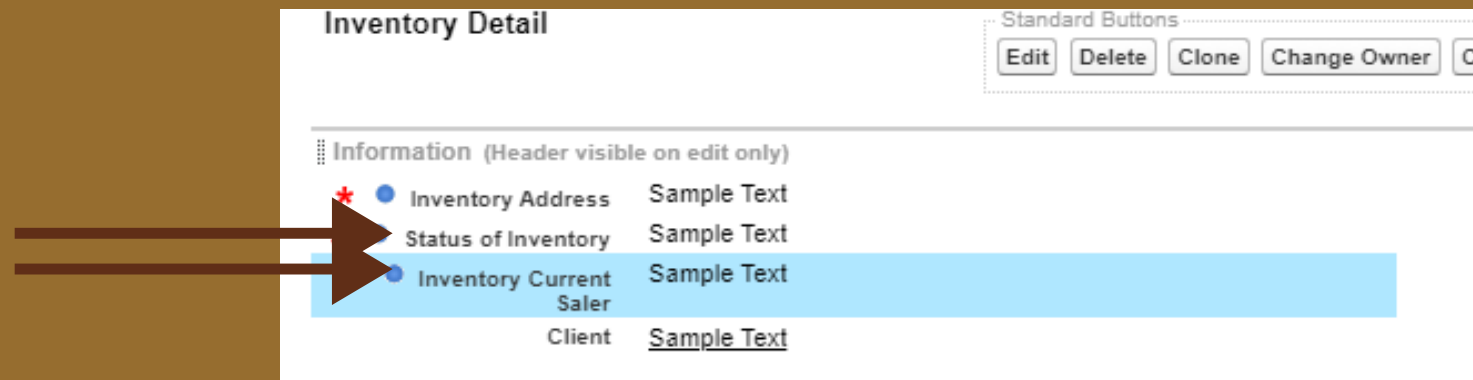 Inventory Detail
Standard Buttons
Edit Delete Clone Change Owner
Information (Header visible on edit only)
* Inventory Address Sample Text
Status of Inventory Sample Text
Inventory Current Sample Text
Saler
Client Sample Text